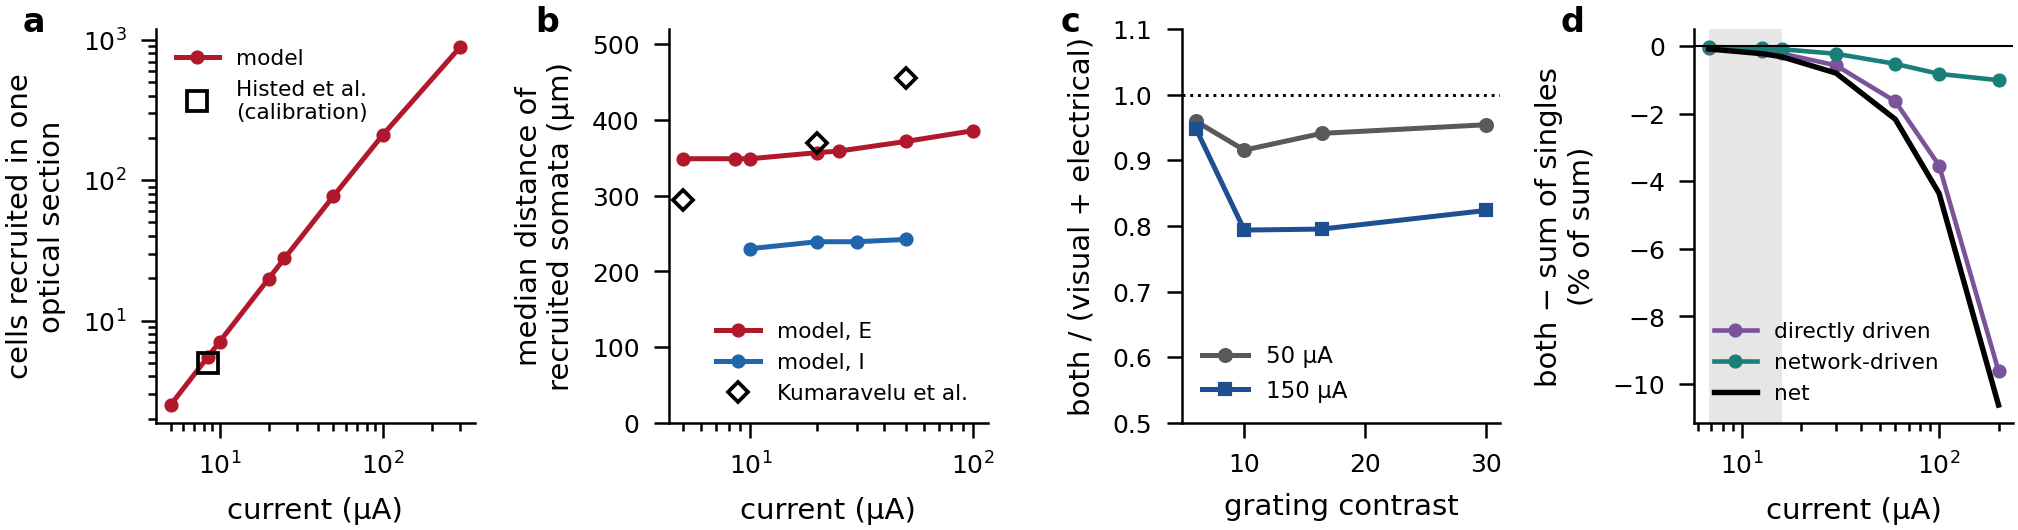 a
cells recruited in one
optical section
10³
10²
10¹
model
Histed et al.
(calibration)
10¹
10²
current (µA)
b
median distance of
recruited somata (µm)
500
400
300
200
100
0
model, E
model, I
Kumaravelu et al.
10¹
10²
current (µA)
c
both / (visual + electrical)
1.1
1.0
0.9
0.8
0.7
0.6
0.5
50 µA
150 µA
10
20
30
grating contrast
d
both − sum of singles
(% of sum)
0
−2
−4
−6
−8
−10
directly driven
network-driven
net
10¹
10²
current (µA)